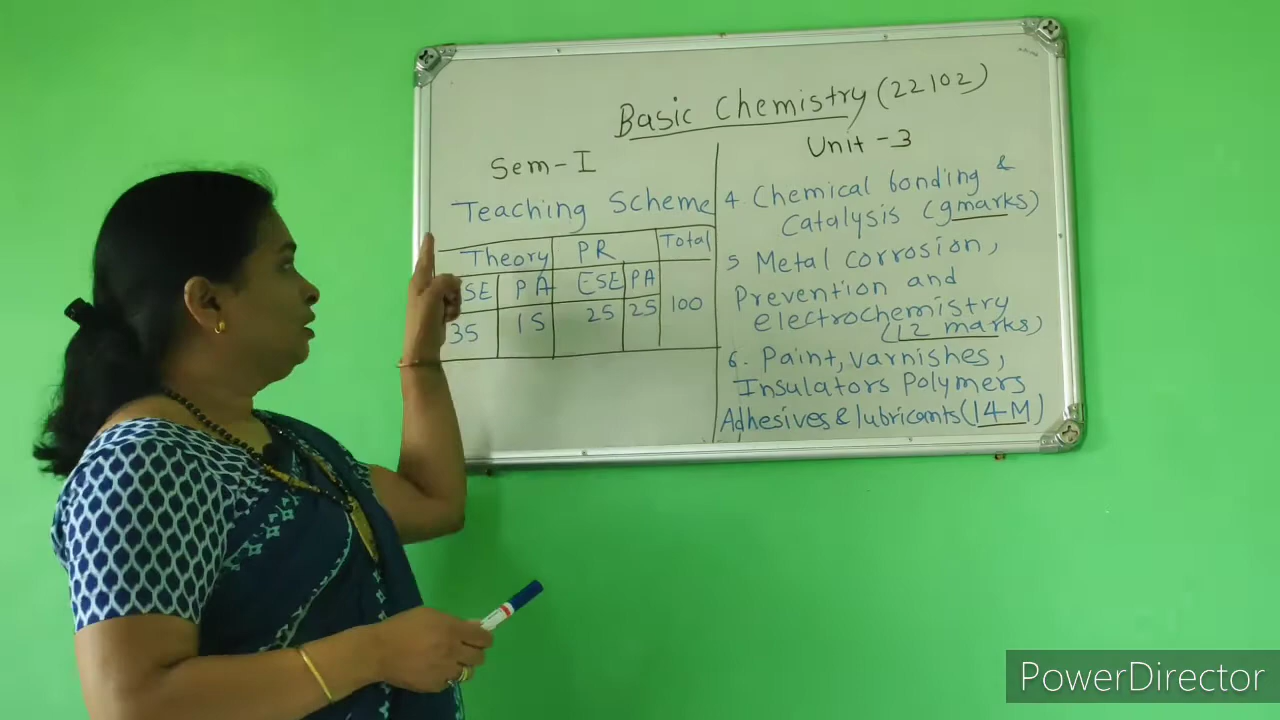 Basic Chemistry (22102)
Sem-I
Teaching Scheme
Theory PR Total
SE PA ESE PA
35 15 25 25 100
Unit-3
4. Chemical bonding &
Catalysis (9marks)
5 Metal corrosion,
Prevention and
electrochemistry
(12 marks)
6. Paint, varnishes,
Insulators Polymers
Adhesives & lubricants (14M)
PowerDirector